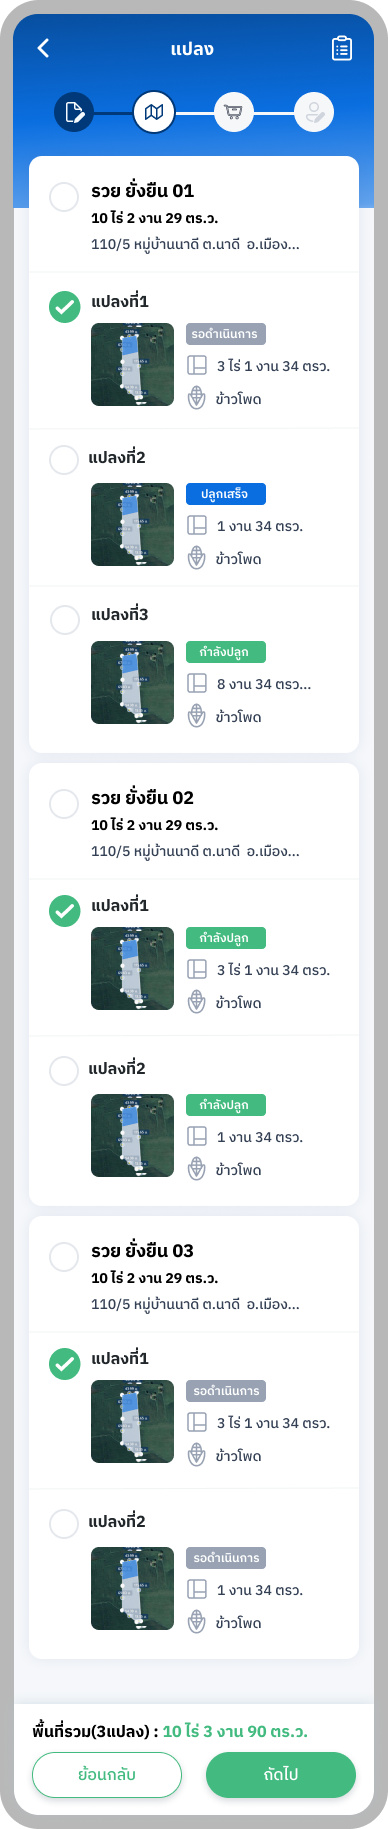 แปลง
รวย ยั่งยืน 01
10 ไร่ 2 งาน 29 ตร.ว.
110/5 หมู่บ้านนาดี ต.นาดี อ.เมือง...
แปลงที่1
รอดำเนินการ
3 ไร่ 1 งาน 34 ตรว.
ข้าวโพด
แปลงที่2
ปลูกเสร็จ
1 งาน 34 ตรว.
ข้าวโพด
แปลงที่3
กำลังปลูก
8 งาน 34 ตรว...
ข้าวโพด
รวย ยั่งยืน 02
10 ไร่ 2 งาน 29 ตร.ว.
110/5 หมู่บ้านนาดี ต.นาดี อ.เมือง...
แปลงที่1
กำลังปลูก
3 ไร่ 1 งาน 34 ตรว.
ข้าวโพด
แปลงที่2
กำลังปลูก
1 งาน 34 ตรว.
ข้าวโพด
รวย ยั่งยืน 03
10 ไร่ 2 งาน 29 ตร.ว.
110/5 หมู่บ้านนาดี ต.นาดี อ.เมือง...
แปลงที่1
รอดำเนินการ
3 ไร่ 1 งาน 34 ตรว.
ข้าวโพด
แปลงที่2
รอดำเนินการ
1 งาน 34 ตรว.
ข้าวโพด
พื้นที่รวม(3แปลง) : 10 ไร่ 3 งาน 90 ตร.ว.
ย้อนกลับ
ถัดไป